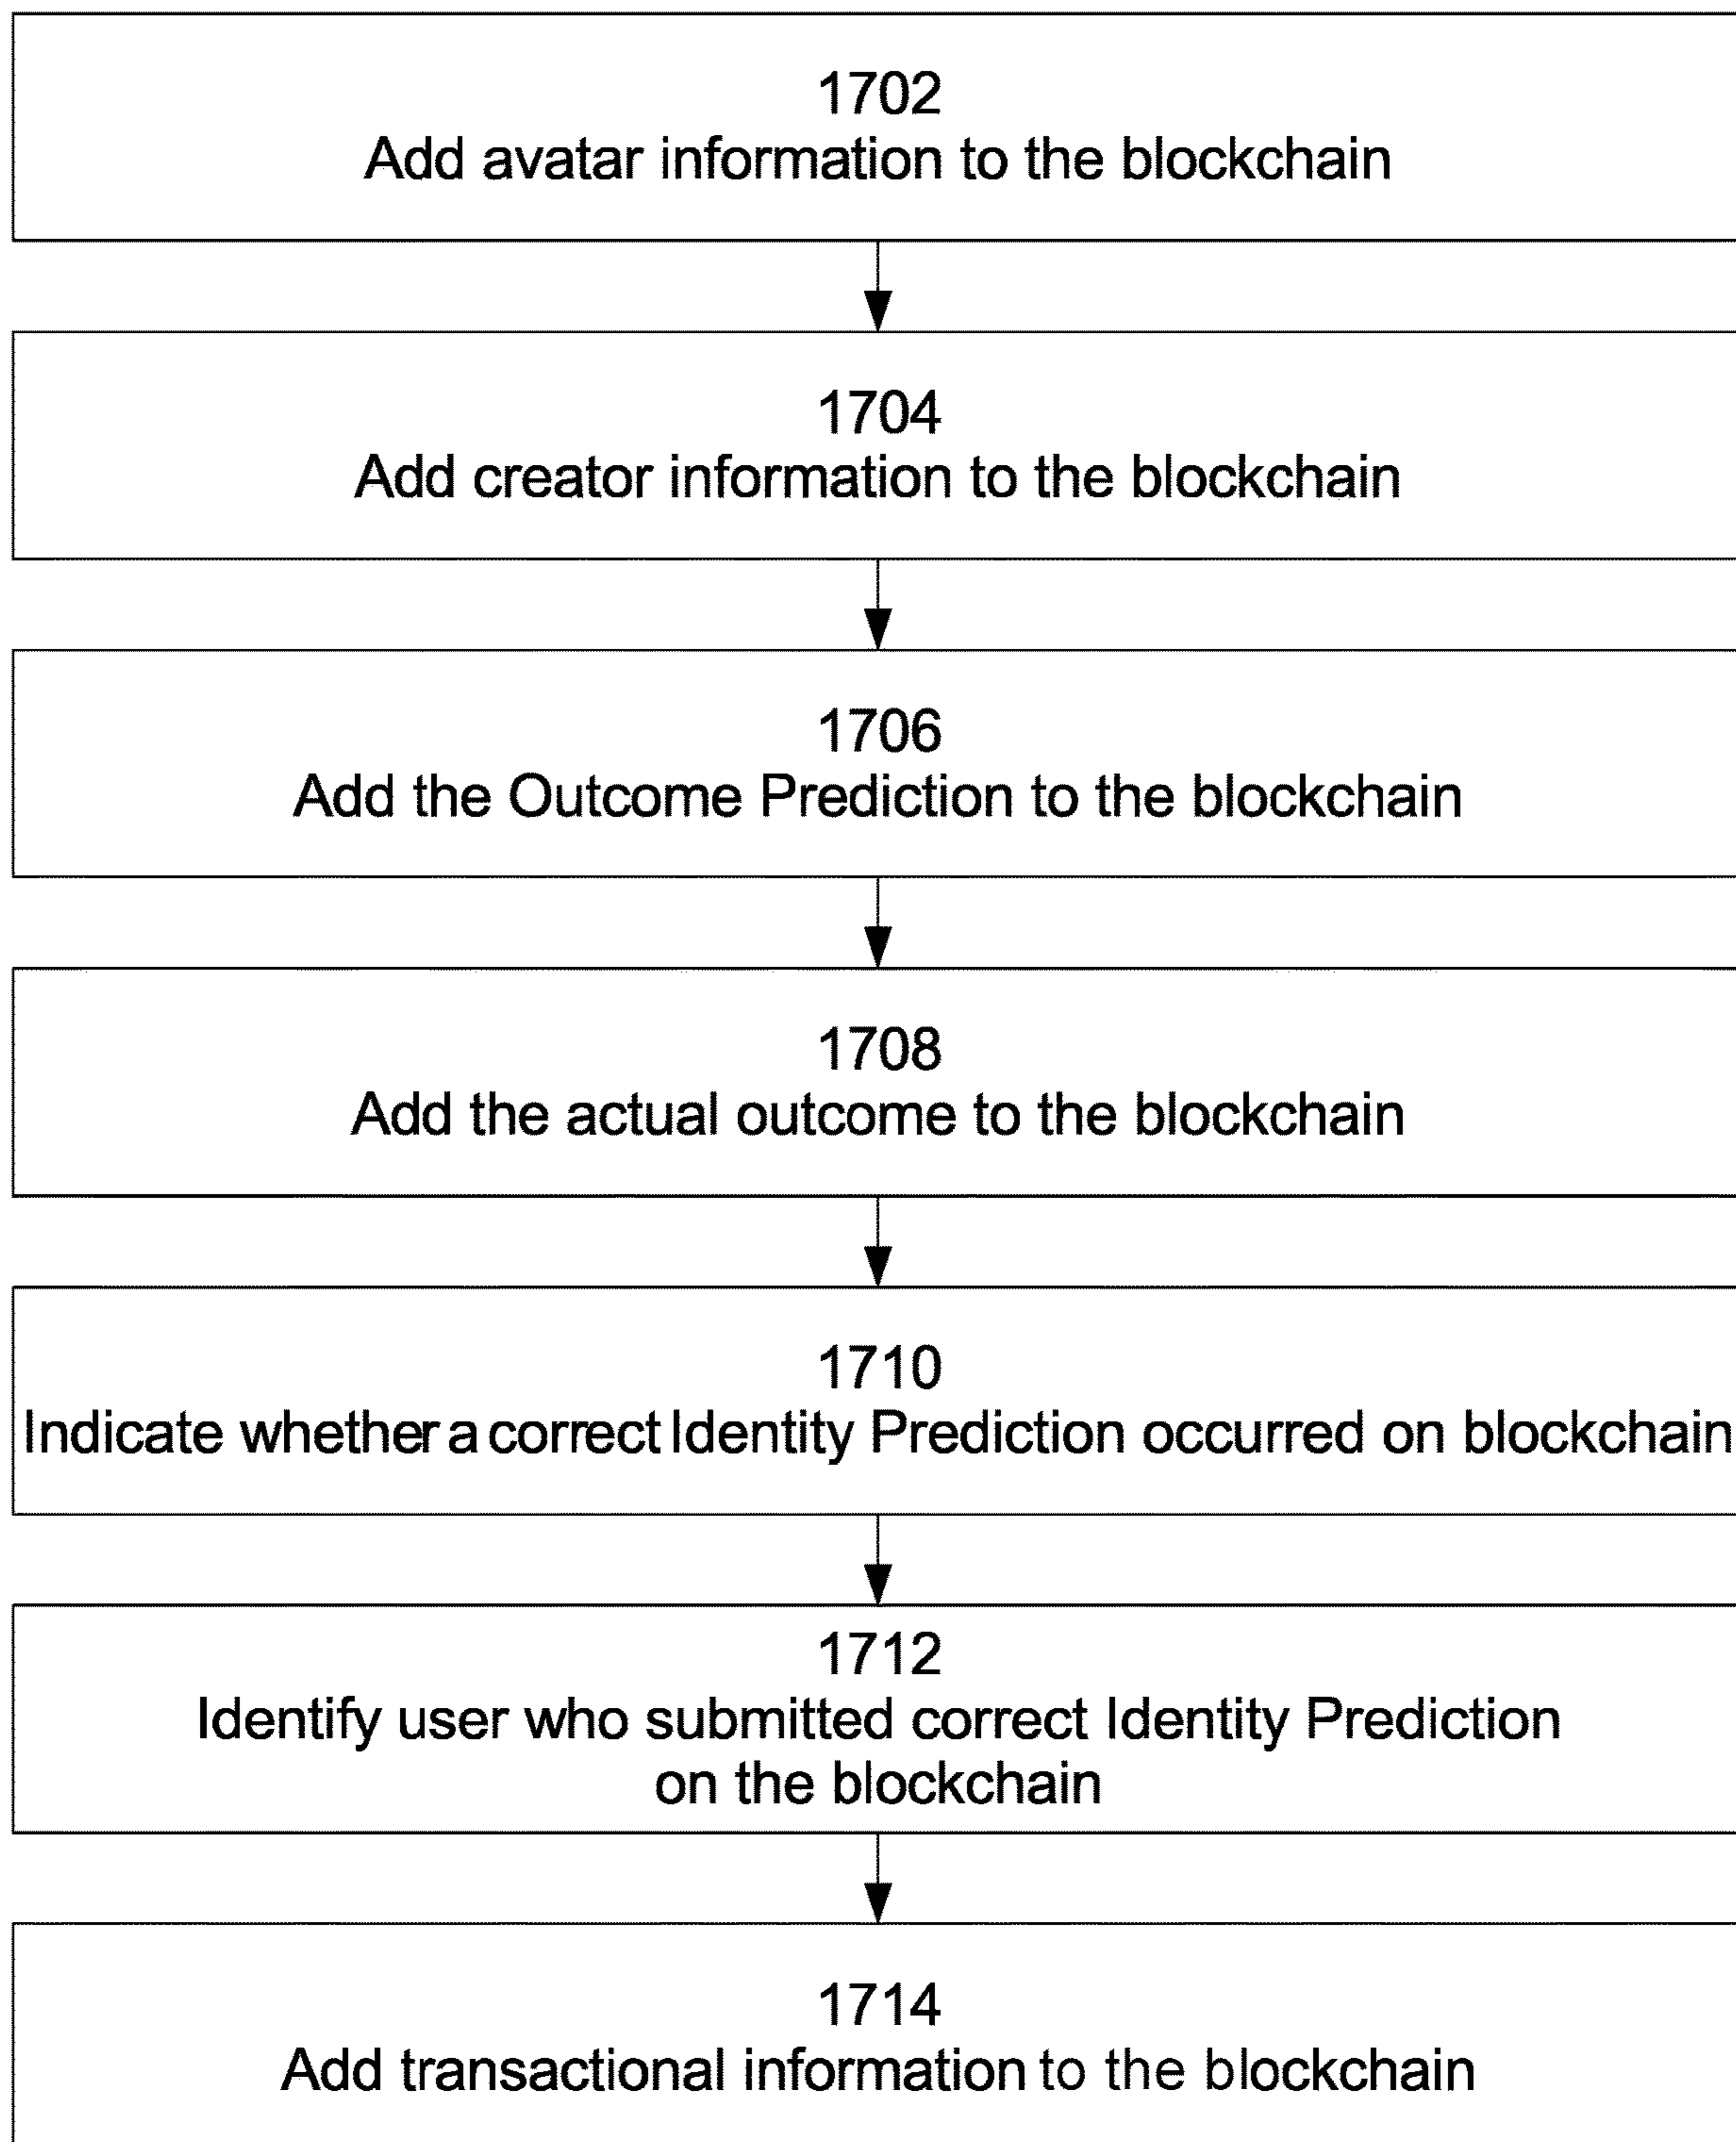 1702
Add avatar information to the blockchain
1704
Add creator information to the blockchain
1706
Add the Outcome Prediction to the blockchain
1708
Add the actual outcome to the blockchain
1710
Indicate whether a correct Identity Prediction occurred on blockchain
1712
Identify user who submitted correct Identity Prediction
on the blockchain
1714
Add transactional information to the blockchain